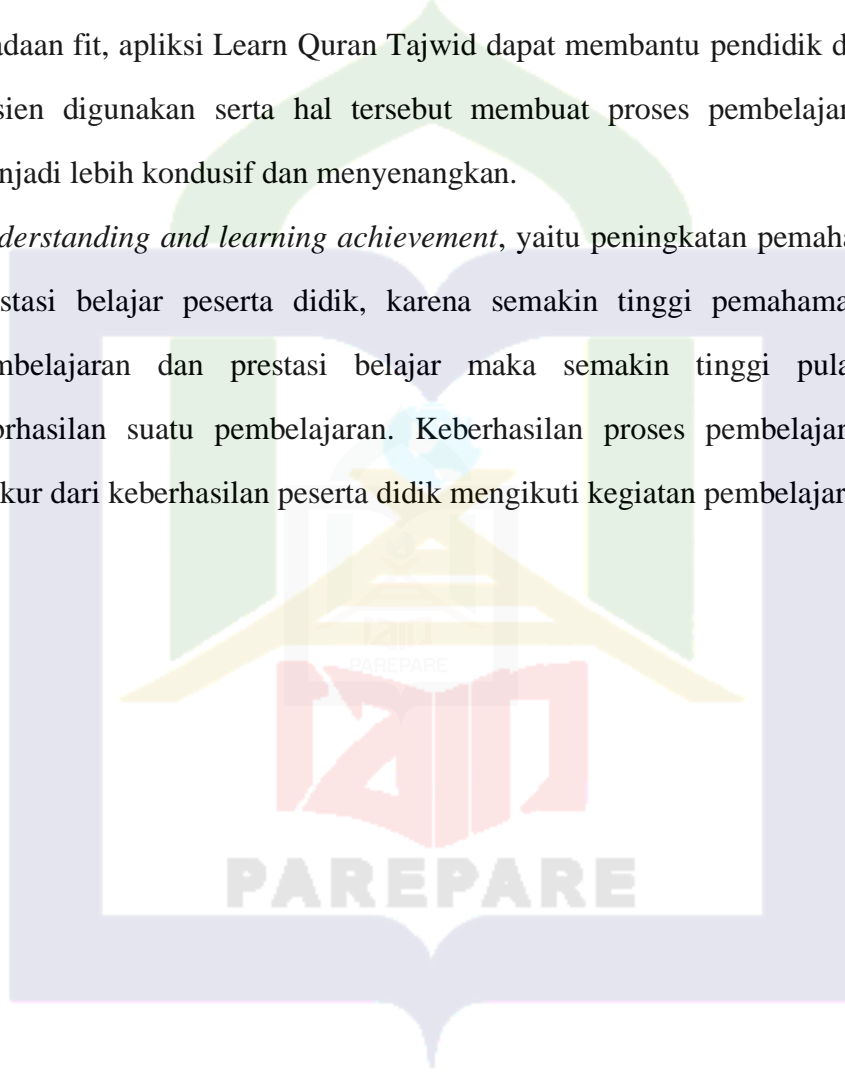 adaan fit, apliksi Learn Quran Tajwid dapat membantu pendidik d
sien digunakan serta hal tersebut membuat proses pembelajar
njadi lebih kondusif dan menyenangkan.
derstanding and learning achievement, yaitu peningkatan pemaha
stasi belajar peserta didik, karena semakin tinggi pemahama
mbelajaran dan prestasi belajar maka semakin tinggi pula
rhasilan suatu pembelajaran. Keberhasilan proses pembelajar
kur dari keberhasilan peserta didik mengikuti kegiatan pembelajar
PAREPARE
PAREPARE